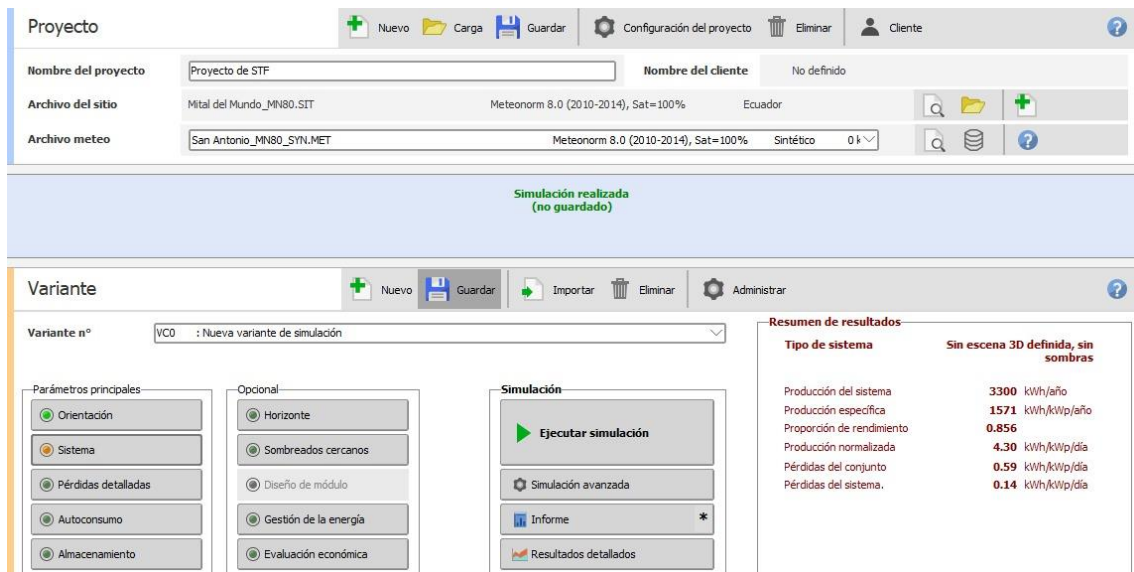 Proyecto
Nuevo Carga Guardar Configuración del proyecto Eliminar Cliente
Nombre del proyecto Proyecto de STF Nombre del cliente No definido
Archivo del sitio Mital del Mundo_MN80.SIT Meteonorm 8.0 (2010-2014), Sat=100% Ecuador
Archivo meteo San Antonio_MN80_SYN.MET Meteonorm 8.0 (2010-2014), Sat=100% Sintético 0 k
Simulación realizada
(no guardado)
Variante
Nuevo Guardar Importar Eliminar Administrar
Variante n° VC0 : Nueva variante de simulación
Parámetros principales
Orientación
Sistema
Pérdidas detalladas
Autoconsumo
Almacenamiento
Opcional
Horizonte
Sombreados cercanos
Diseño de módulo
Gestión de la energía
Evaluación económica
Simulación
Ejecutar simulación
Simulación avanzada
Informe *
Resultados detallados
Resumen de resultados
Tipo de sistema Sin escena 3D definida, sin
sombras
Producción del sistema 3300 kWh/año
Producción específica 1571 kWh/kWp/año
Proporción de rendimiento 0.856
Producción normalizada 4.30 kWh/kWp/día
Pérdidas del conjunto 0.59 kWh/kWp/día
Pérdidas del sistema. 0.14 kWh/kWp/día